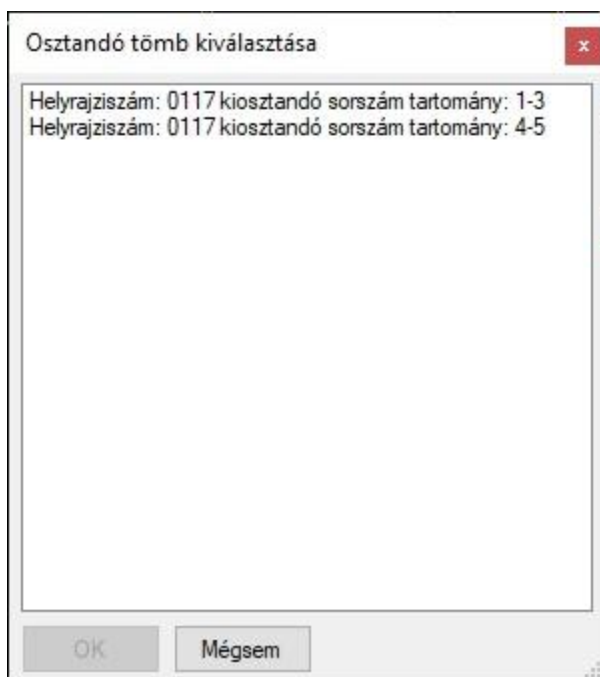 Osztandó tömb kiválasztása
x
Helyrajziszám: 0117 kiosztandó sorszám tartomány: 1-3
Helyrajziszám: 0117 kiosztandó sorszám tartomány: 4-5
OK
Mégsem